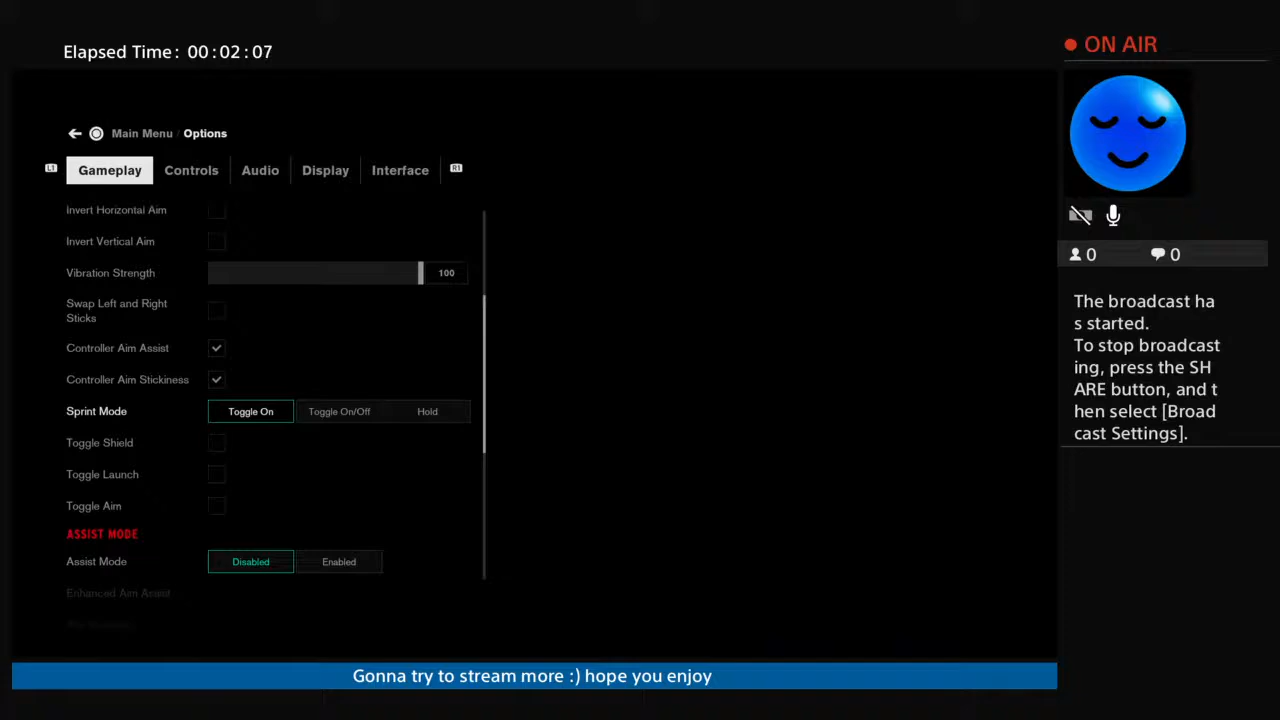 Elapsed Time: 00:02:07
ON AIR
Main Menu / Options
L1 Gameplay Controls Audio Display Interface R1
Invert Horizontal Aim
Invert Vertical Aim
Vibration Strength 100
Swap Left and Right
Sticks
Controller Aim Assist
Controller Aim Stickiness
Sprint Mode Toggle On Toggle On/Off Hold
Toggle Shield
Toggle Launch
Toggle Aim
ASSIST MODE
Assist Mode Disabled Enabled
Enhanced Aim Assist
0 0
The broadcast ha
s started.
To stop broadcast
ing, press the SH
ARE button, and t
hen select [Broad
cast Settings].
Gonna try to stream more :) hope you enjoy